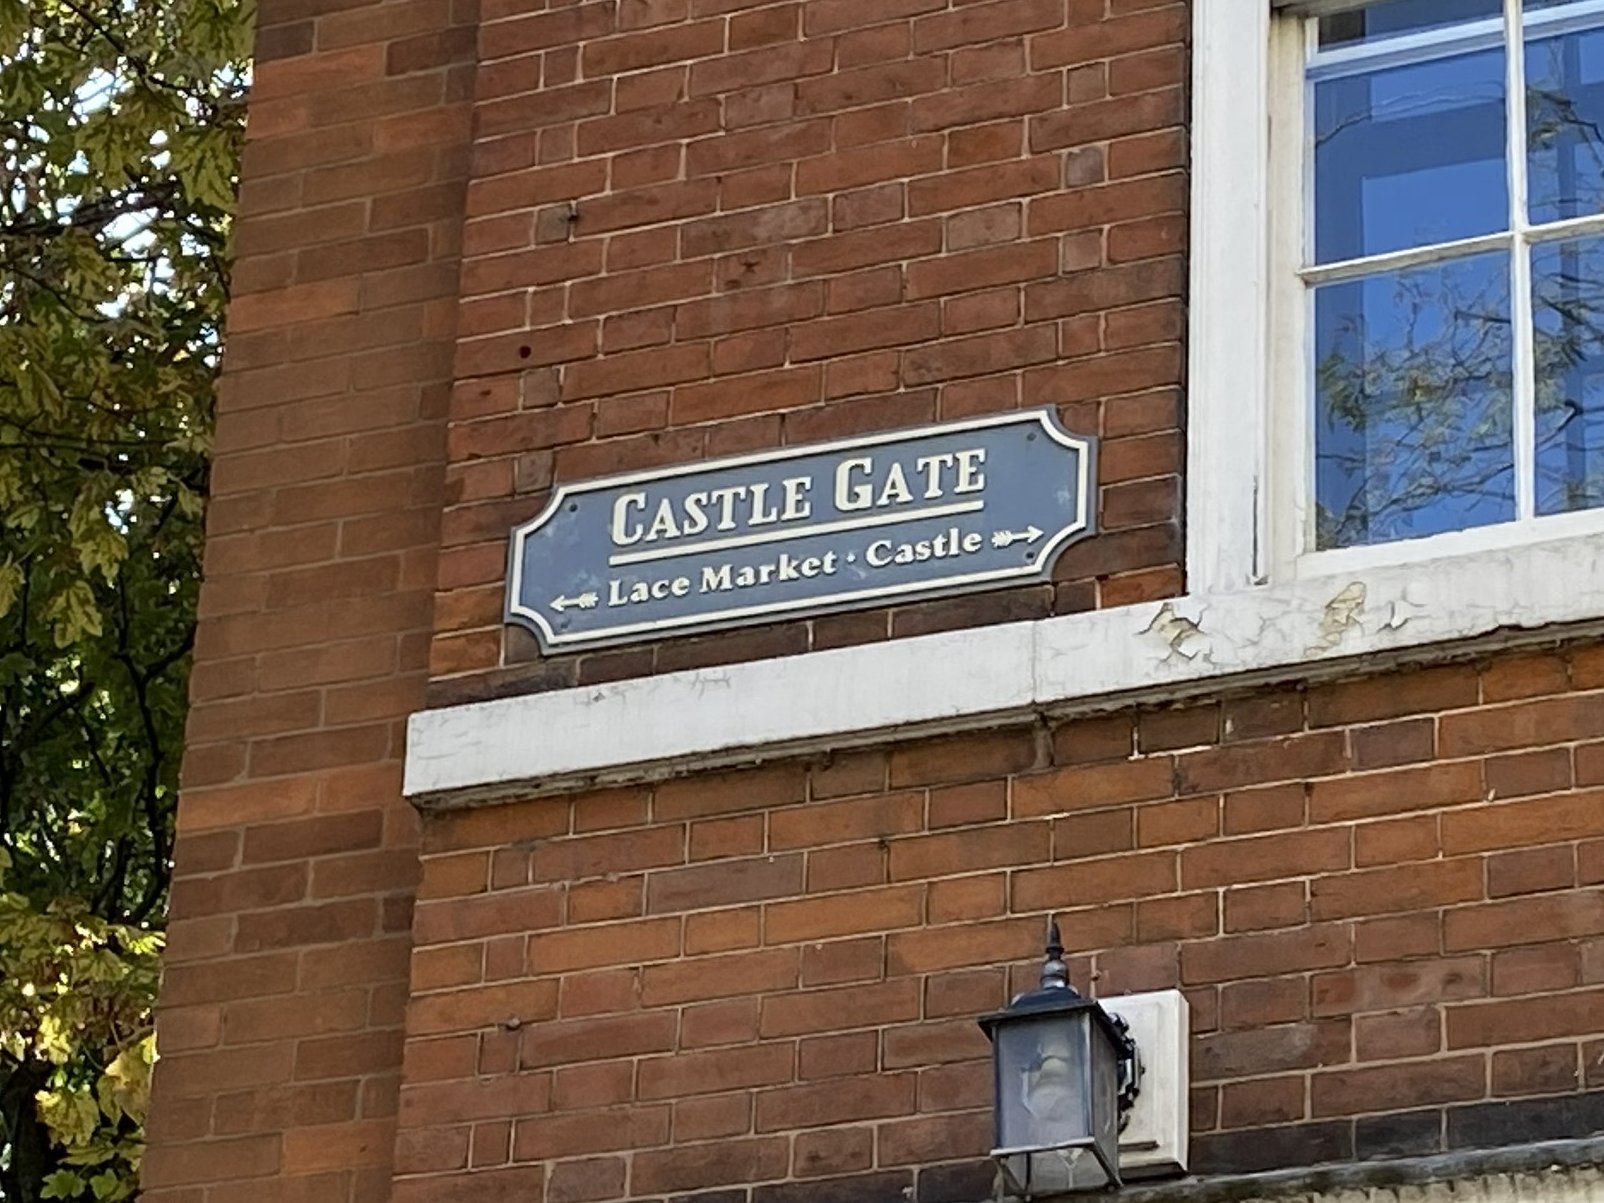 CASTLE GATE
← Lace Market · Castle →